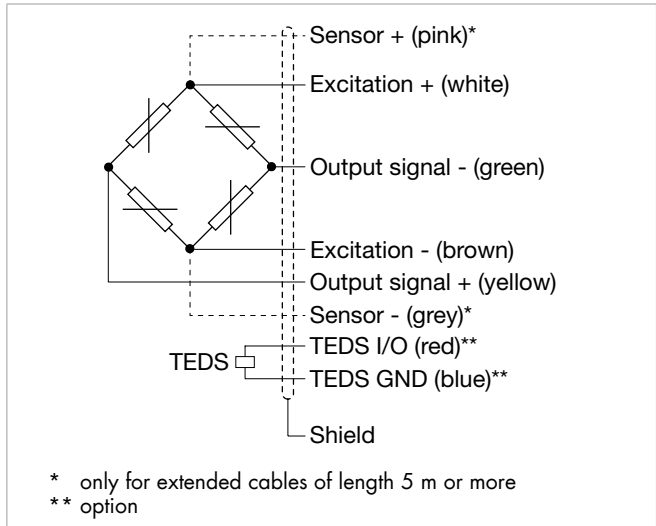 Sensor + (pink)*
Excitation + (white)
Output signal - (green)
Excitation - (brown)
Output signal + (yellow)
Sensor - (grey)*
TEDS I/O (red)**
TEDS
TEDS GND (blue)**
Shield
* only for extended cables of length 5 m or more
** option